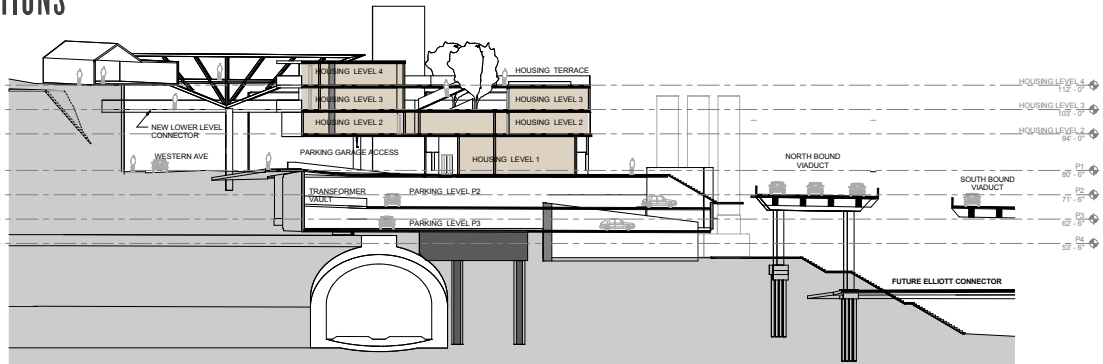 HOUSING LEVEL 4
HOUSING TERRACE
HOUSING LEVEL 4
112' - 0"
HOUSING LEVEL 3
HOUSING LEVEL 3
HOUSING LEVEL 3
103' - 0"
NEW LOWER LEVEL
CONNECTOR
HOUSING LEVEL 2
HOUSING LEVEL 2
HOUSING LEVEL 2
94' - 0"
WESTERN AVE
PARKING GARAGE ACCESS
HOUSING LEVEL 1
NORTH BOUND
VIADUCT
P1
80' - 6"
SOUTH BOUND
VIADUCT
TRANSFORMER
VAULT
PARKING LEVEL P2
P2
71' - 6"
PARKING LEVEL P3
P3
62' - 6"
P4
53' - 6"
FUTURE ELLIOTT CONNECTOR